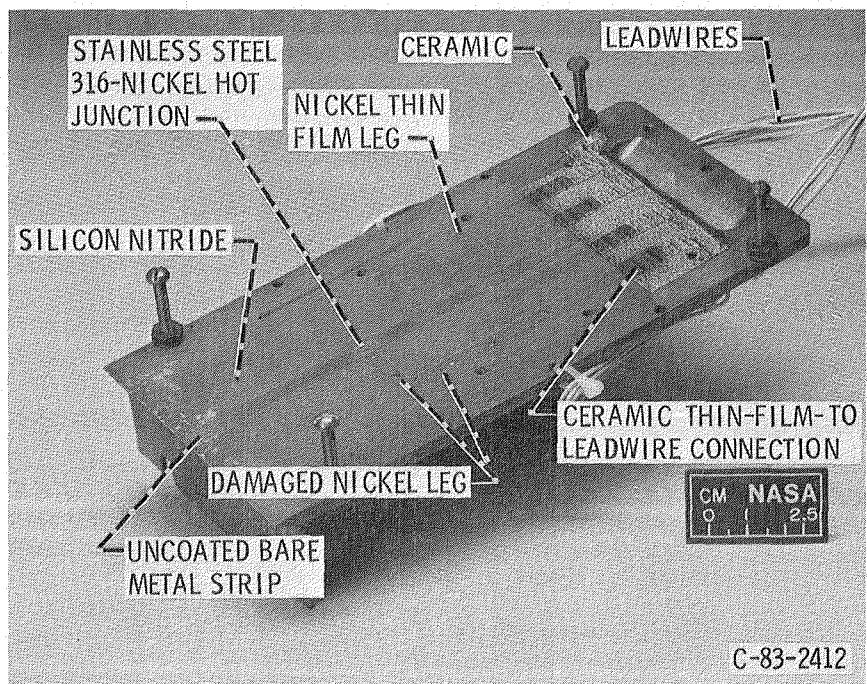 STAINLESS STEEL
316-NICKEL HOT
JUNCTION
CERAMIC
LEADWIRES
NICKEL THIN
FILM LEG
SILICON NITRIDE
CERAMIC THIN-FILM-TO
LEADWIRE CONNECTION
DAMAGED NICKEL LEG
CM NASA
0 2.5
UNCOATED BARE
METAL STRIP
C-83-2412